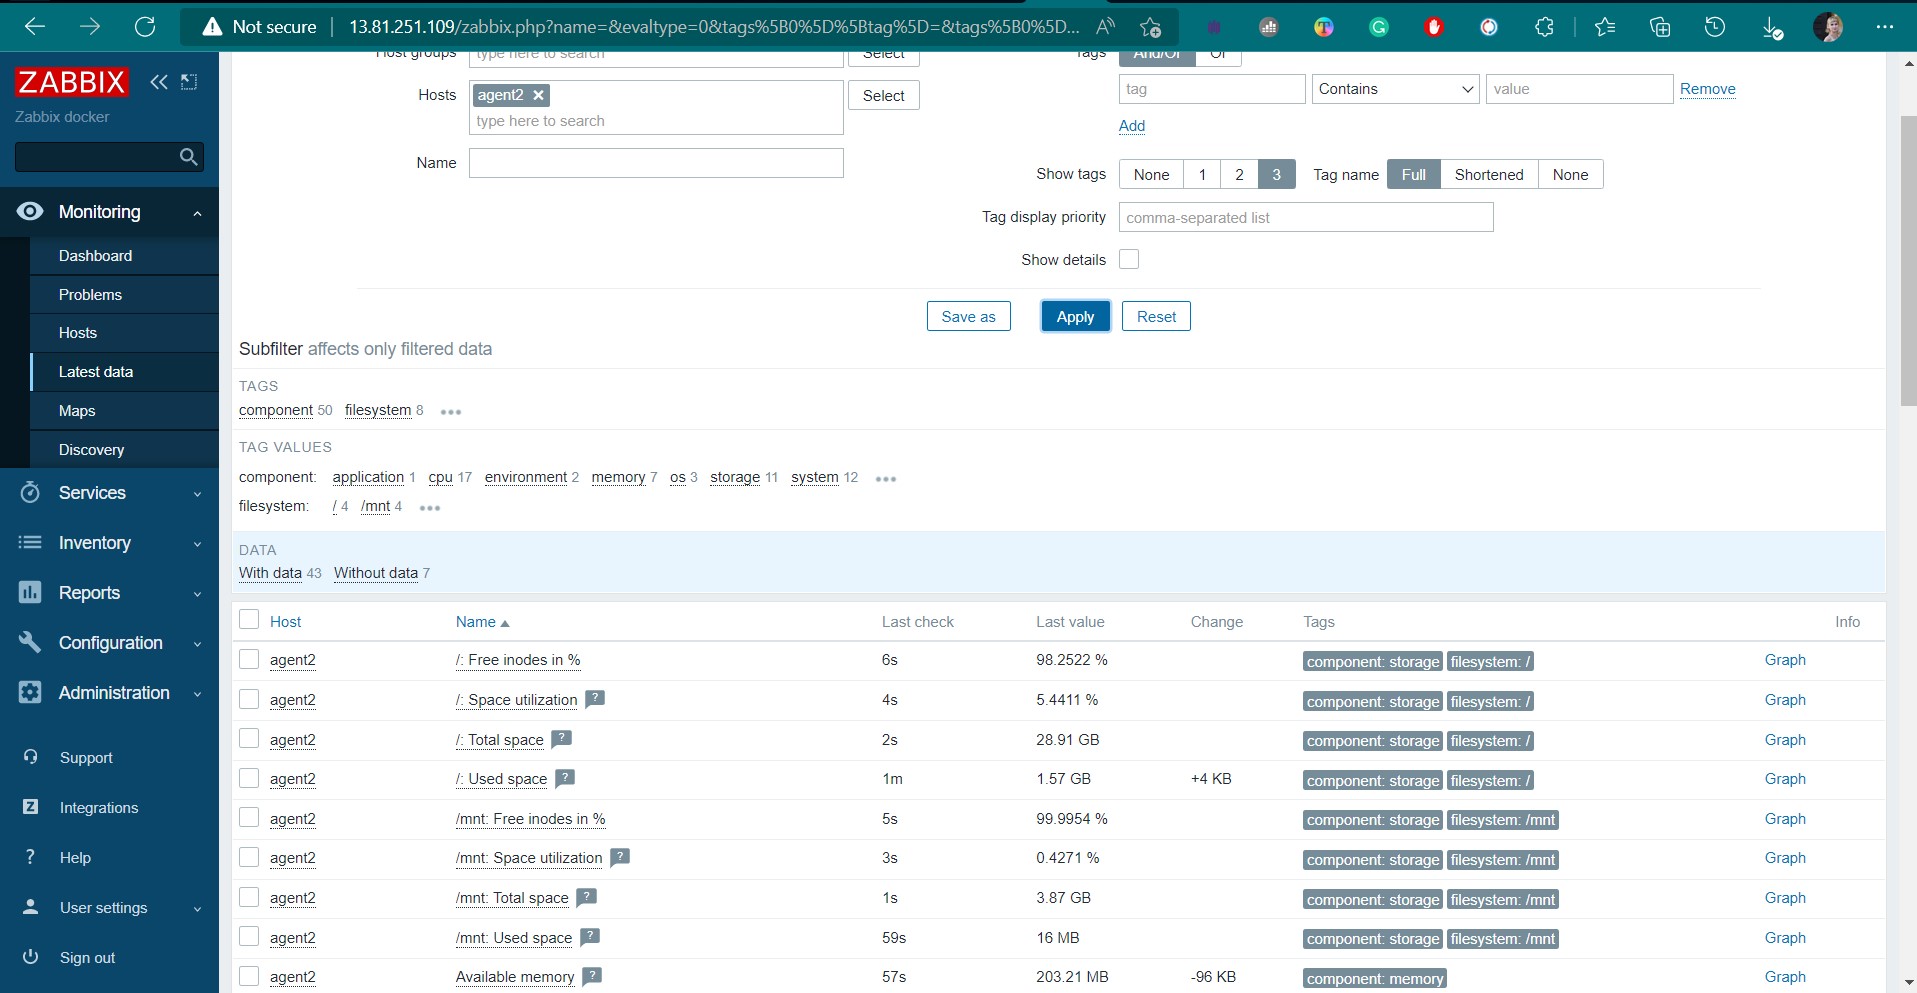 Not secure 13.81.251.109/zabbix.php?name=&evaltype=0&tags%5B0%5D%5Btag%5D=&tags%5B0%5D...
ZABBIX
Zabbix docker
Monitoring
Dashboard
Problems
Hosts
Latest data
Maps
Discovery
Services
Inventory
Reports
Configuration
Administration
Support
Integrations
Help
User settings
Sign out
Host groups type here to search Select
Hosts agent2 Select
type here to search
Name
Tags And/Or Or
tag Contains value Remove
Add
Show tags None 1 2 3 Tag name Full Shortened None
Tag display priority comma-separated list
Show details
Save as Apply Reset
Subfilter affects only filtered data
TAGS
component 50 filesystem 8
TAG VALUES
component: application 1 cpu 17 environment 2 memory 7 os 3 storage 11 system 12
filesystem: / 4 /mnt 4
DATA
With data 43 Without data 7
Host Name Last check Last value Change Tags Info
agent2 /: Free inodes in % 6s 98.2522 % component: storage filesystem: / Graph
agent2 /: Space utilization ? 4s 5.4411 % component: storage filesystem: / Graph
agent2 /: Total space ? 2s 28.91 GB component: storage filesystem: / Graph
agent2 /: Used space ? 1m 1.57 GB +4 KB component: storage filesystem: / Graph
agent2 /mnt: Free inodes in % 5s 99.9954 % component: storage filesystem: /mnt Graph
agent2 /mnt: Space utilization ? 3s 0.4271 % component: storage filesystem: /mnt Graph
agent2 /mnt: Total space ? 1s 3.87 GB component: storage filesystem: /mnt Graph
agent2 /mnt: Used space ? 59s 16 MB component: storage filesystem: /mnt Graph
agent2 Available memory ? 57s 203.21 MB -96 KB component: memory Graph